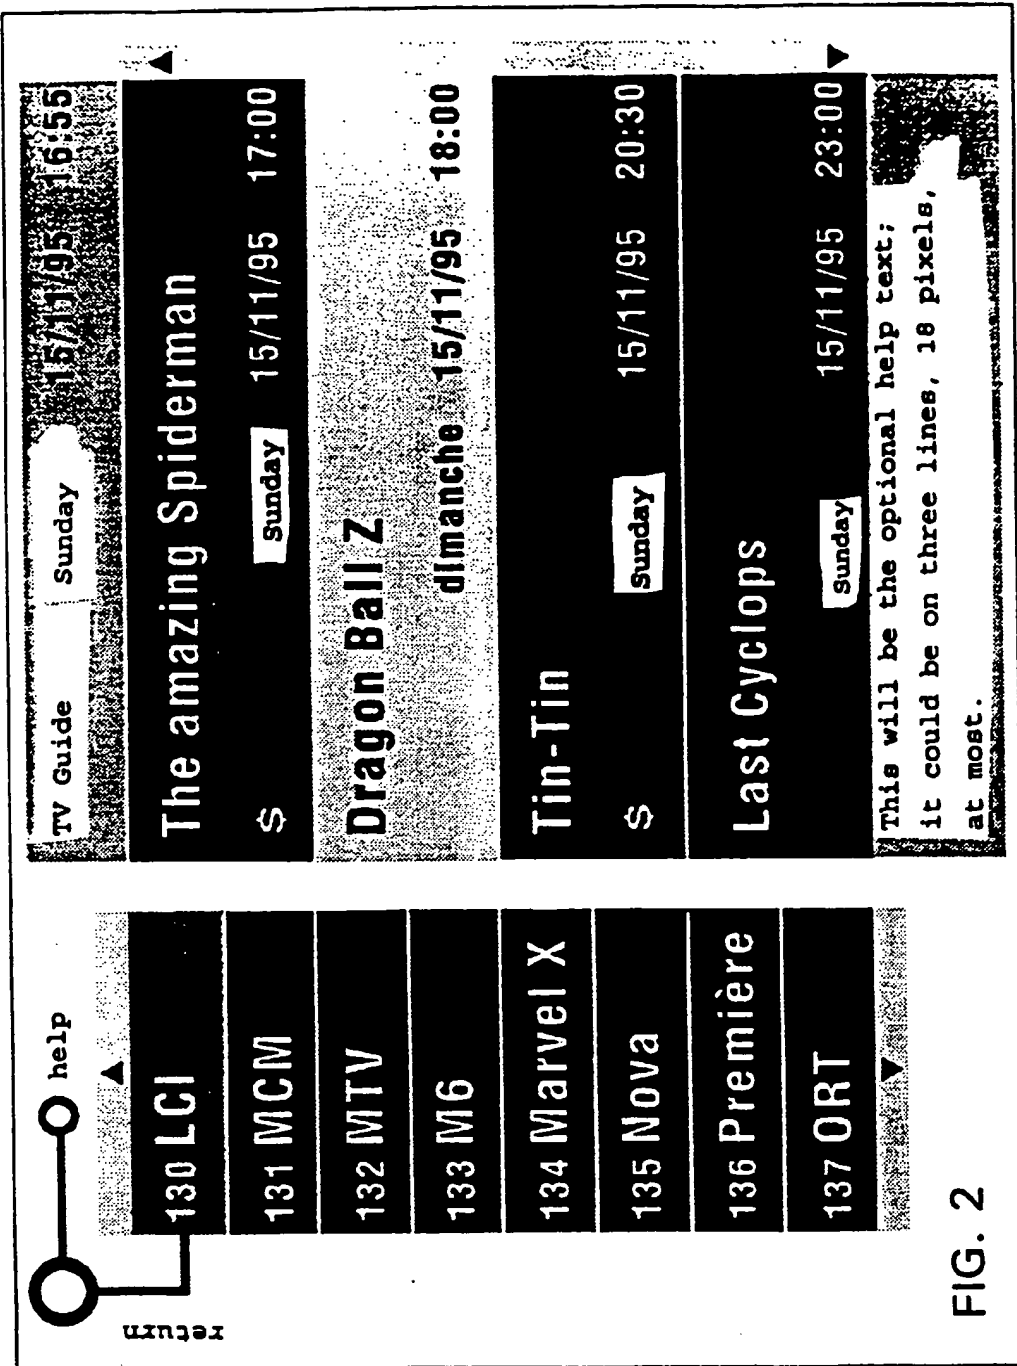 return
help
130 LCI
131 MCM
132 MTV
133 M6
134 Marvel X
135 Nova
136 Première
137 ORT
TV Guide Sunday 15/11/95 16:55
The amazing Spiderman
$ Sunday 15/11/95 17:00
Dragon Ball Z
dimanche 15/11/95 18:00
Tin-Tin
$ Sunday 15/11/95 20:30
Last Cyclops
Sunday 15/11/95 23:00
This will be the optional help text;
it could be on three lines, 18 pixels,
at most.
FIG. 2